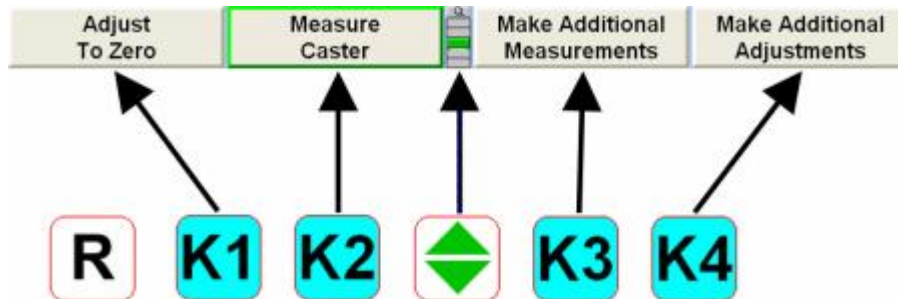 Adjust
To Zero
Measure
Caster
Make Additional
Measurements
Make Additional
Adjustments
R
K1
K2
K3
K4